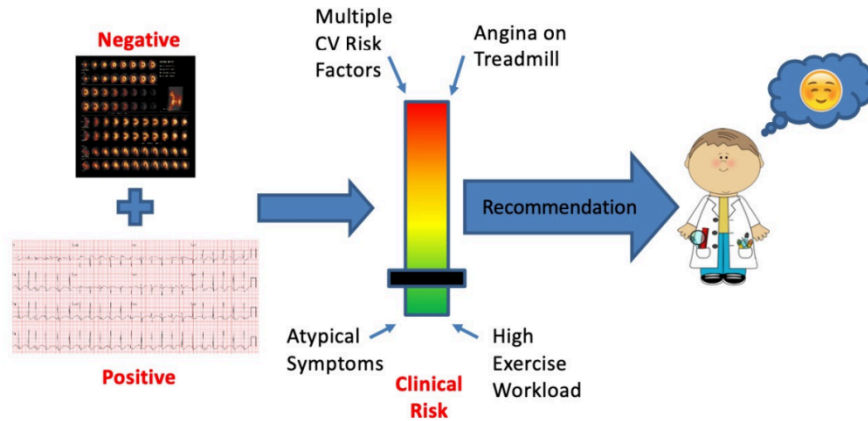 Negative
Positive
Multiple
CV Risk
Factors
Angina on
Treadmill
Atypical
Symptoms
High
Exercise
Workload
Clinical
Risk
Recommendation